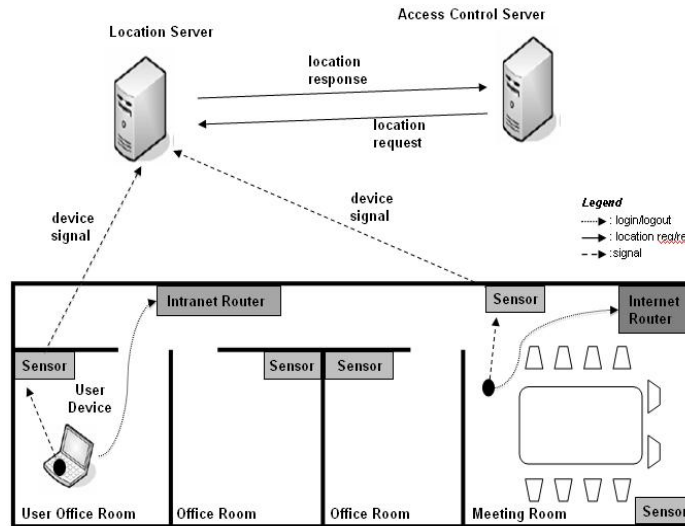 Access Control Server
Location Server
location
response
location
request
device
signal
device
signal
Legend
: login/logout
: location req/re
:signal
Intranet Router
Sensor
Internet
Router
Sensor
Sensor
Sensor
User
Device
User Office Room
Office Room
Office Room
Meeting Room
Sensor